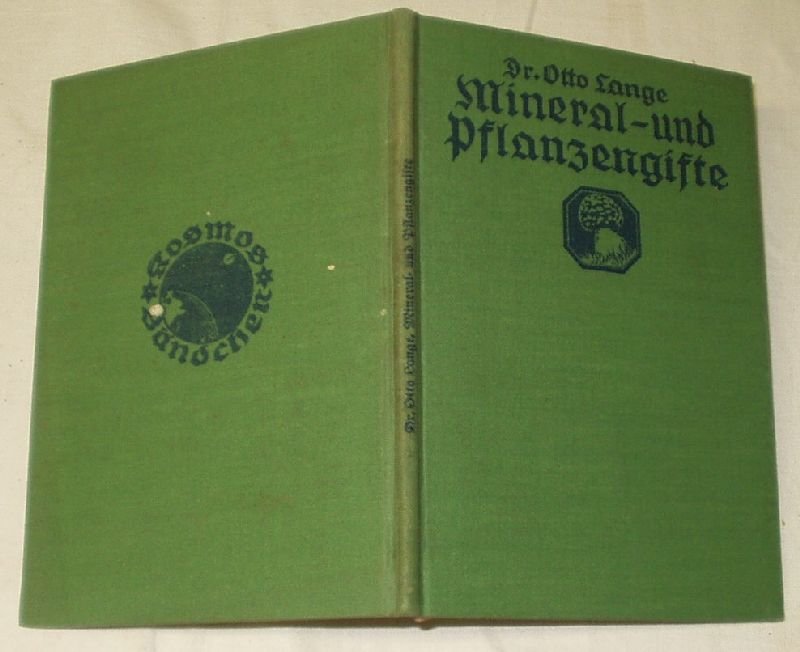 Dr. Otto Lange
Mineral- und
Pflanzengifte
Dr. Otto Lange, Mineral- und Pflanzengifte
Kosmos
Bändchen